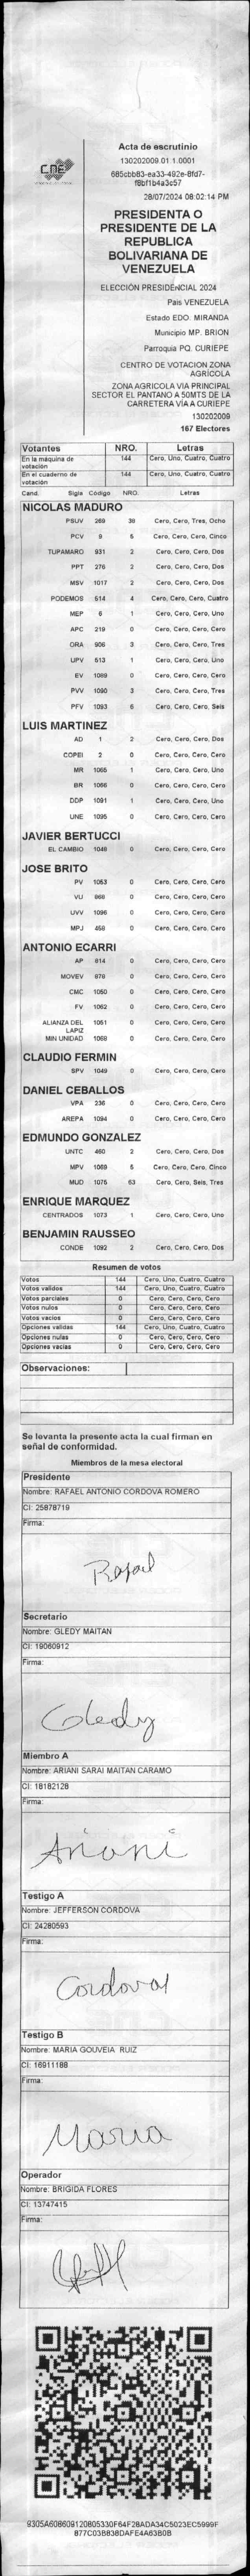 CNE
Acta de escrutinio
130202009.01.1.0001
685cbb83-ea33-492e-8fd7-
f8bf1b4a3c57
28/07/2024 08:02:14 PM
PRESIDENTA O
PRESIDENTE DE LA
REPUBLICA
BOLIVARIANA DE
VENEZUELA
ELECCIÓN PRESIDENCIAL 2024
Pais VENEZUELA
Estado EDO. MIRANDA
Municipio MP. BRION
Parroquia PQ. CURIEPE
CENTRO DE VOTACION ZONA
AGRÍCOLA
ZONA AGRICOLA VIA PRINCIPAL
SECTOR EL PANTANO A 50MTS DE LA
CARRETERA VIA A CURIEPE
130202009
167 Electores
Votantes NRO. Letras
En la máquina de votación 144 Cero, Uno, Cuatro, Cuatro
En el cuaderno de votación 144 Cero, Uno, Cuatro, Cuatro
Cand. Sigla Código NRO. Letras
NICOLAS MADURO
PSUV 269 38 Cero, Cero, Tres, Ocho
PCV 9 5 Cero, Cero, Cero, Cinco
TUPAMARO 931 2 Cero, Cero, Cero, Dos
PPT 276 2 Cero, Cero, Cero, Dos
MSV 1017 2 Cero, Cero, Cero, Dos
PODEMOS 514 4 Cero, Cero, Cero, Cuatro
MEP 6 1 Cero, Cero, Cero, Uno
APC 219 0 Cero, Cero, Cero, Cero
ORA 906 3 Cero, Cero, Cero, Tres
UPV 613 1 Cero, Cero, Cero, Uno
EV 1089 0 Cero, Cero, Cero, Cero
PVV 1090 3 Cero, Cero, Cero, Tres
PFV 1093 6 Cero, Cero, Cero, Seis
LUIS MARTINEZ
AD 1 2 Cero, Cero, Cero, Dos
COPEI 2 0 Cero, Cero, Cero, Cero
MR 1065 1 Cero, Cero, Cero, Uno
BR 1066 0 Cero, Cero, Cero, Cero
DDP 1091 1 Cero, Cero, Cero, Uno
UNE 1095 0 Cero, Cero, Cero, Cero
JAVIER BERTUCCI
EL CAMBIO 1048 0 Cero, Cero, Cero, Cero
JOSE BRITO
PV 1053 0 Cero, Cero, Cero, Cero
VU 868 0 Cero, Cero, Cero, Cero
UVV 1096 0 Cero, Cero, Cero, Cero
MPJ 458 0 Cero, Cero, Cero, Cero
ANTONIO ECARRI
AP 814 0 Cero, Cero, Cero, Cero
MOVEV 878 0 Cero, Cero, Cero, Cero
CMC 1050 0 Cero, Cero, Cero, Cero
FV 1062 0 Cero, Cero, Cero, Cero
ALIANZA DEL LAPIZ 1051 0 Cero, Cero, Cero, Cero
MIN UNIDAD 1068 0 Cero, Cero, Cero, Cero
CLAUDIO FERMIN
SPV 1049 0 Cero, Cero, Cero, Cero
DANIEL CEBALLOS
VPA 236 0 Cero, Cero, Cero, Cero
AREPA 1094 0 Cero, Cero, Cero, Cero
EDMUNDO GONZALEZ
UNTC 460 2 Cero, Cero, Cero, Dos
MPV 1069 5 Cero, Cero, Cero, Cinco
MUD 1075 63 Cero, Cero, Seis, Tres
ENRIQUE MARQUEZ
CENTRADOS 1073 1 Cero, Cero, Cero, Uno
BENJAMIN RAUSSEO
CONDE 1092 2 Cero, Cero, Cero, Dos
Resumen de votos
Votos 144 Cero, Uno, Cuatro, Cuatro
Votos validos 144 Cero, Uno, Cuatro, Cuatro
Votos parciales 0 Cero, Cero, Cero, Cero
Votos nulos 0 Cero, Cero, Cero, Cero
Votos vacios 0 Cero, Cero, Cero, Cero
Opciones validas 144 Cero, Uno, Cuatro, Cuatro
Opciones nulas 0 Cero, Cero, Cero, Cero
Opciones vacias 0 Cero, Cero, Cero, Cero
Observaciones:
Se levanta la presente acta la cual firman en
señal de conformidad.
Miembros de la mesa electoral
Presidente
Nombre: RAFAEL ANTONIO CORDOVA ROMERO
CI: 25878719
Firma:
Rafael
Secretario
Nombre: GLEDY MAITAN
CI: 19060912
Firma:
Gledy
Miembro A
Nombre: ARIANI SARAI MAITAN CARAMO
CI: 18182128
Firma:
Ariani
Testigo A
Nombre: JEFFERSON CORDOVA
CI: 24280593
Firma:
Cordoval
Testigo B
Nombre: MARIA GOUVEIA RUIZ
CI: 16911188
Firma:
Maria
Operador
Nombre: BRIGIDA FLORES
CI: 13747415
Firma:
9305A608609120805330F64F28ADA34C5023EC5999F
877C03B838DAFE4A63B0B